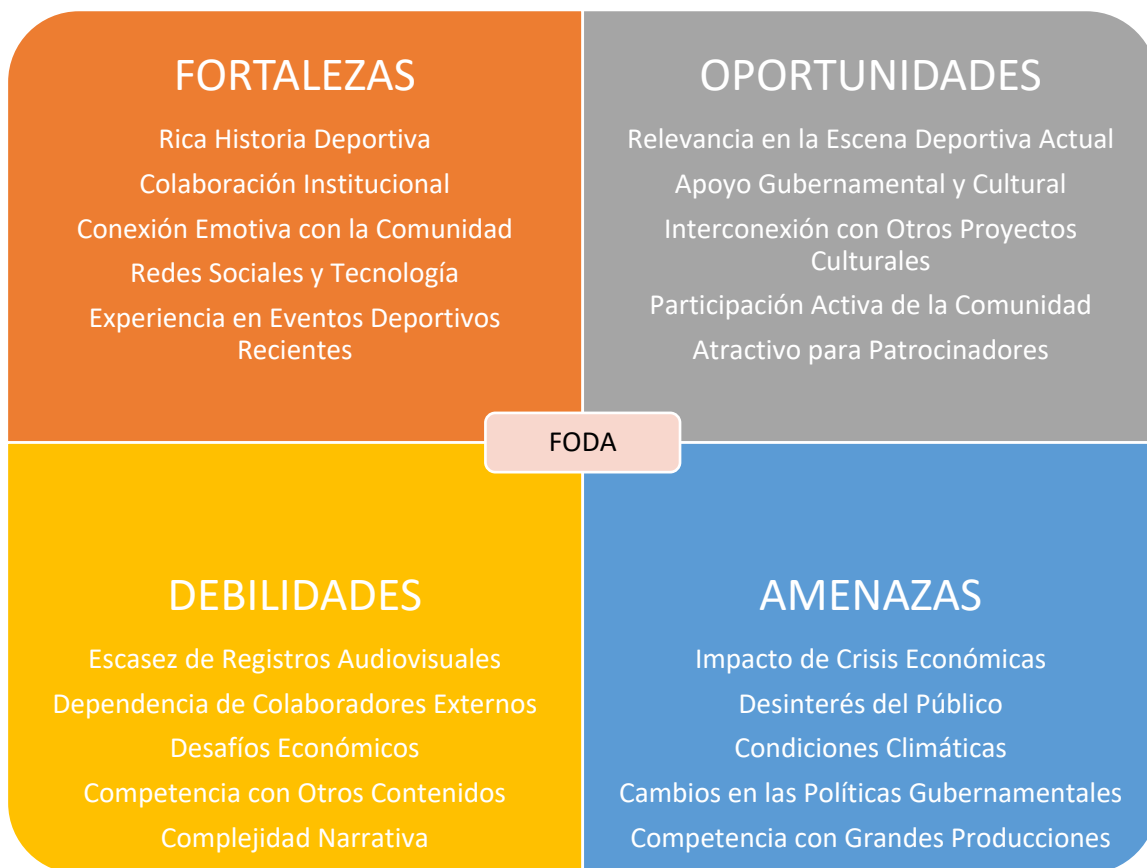 FORTALEZAS
Rica Historia Deportiva
Colaboración Institucional
Conexión Emotiva con la Comunidad
Redes Sociales y Tecnología
Experiencia en Eventos Deportivos
Recientes
OPORTUNIDADES
Relevancia en la Escena Deportiva Actual
Apoyo Gubernamental y Cultural
Interconexión con Otros Proyectos
Culturales
Participación Activa de la Comunidad
Atractivo para Patrocinadores
FODA
DEBILIDADES
Escasez de Registros Audiovisuales
Dependencia de Colaboradores Externos
Desafíos Económicos
Competencia con Otros Contenidos
Complejidad Narrativa
AMENAZAS
Impacto de Crisis Económicas
Desinterés del Público
Condiciones Climáticas
Cambios en las Políticas Gubernamentales
Competencia con Grandes Producciones